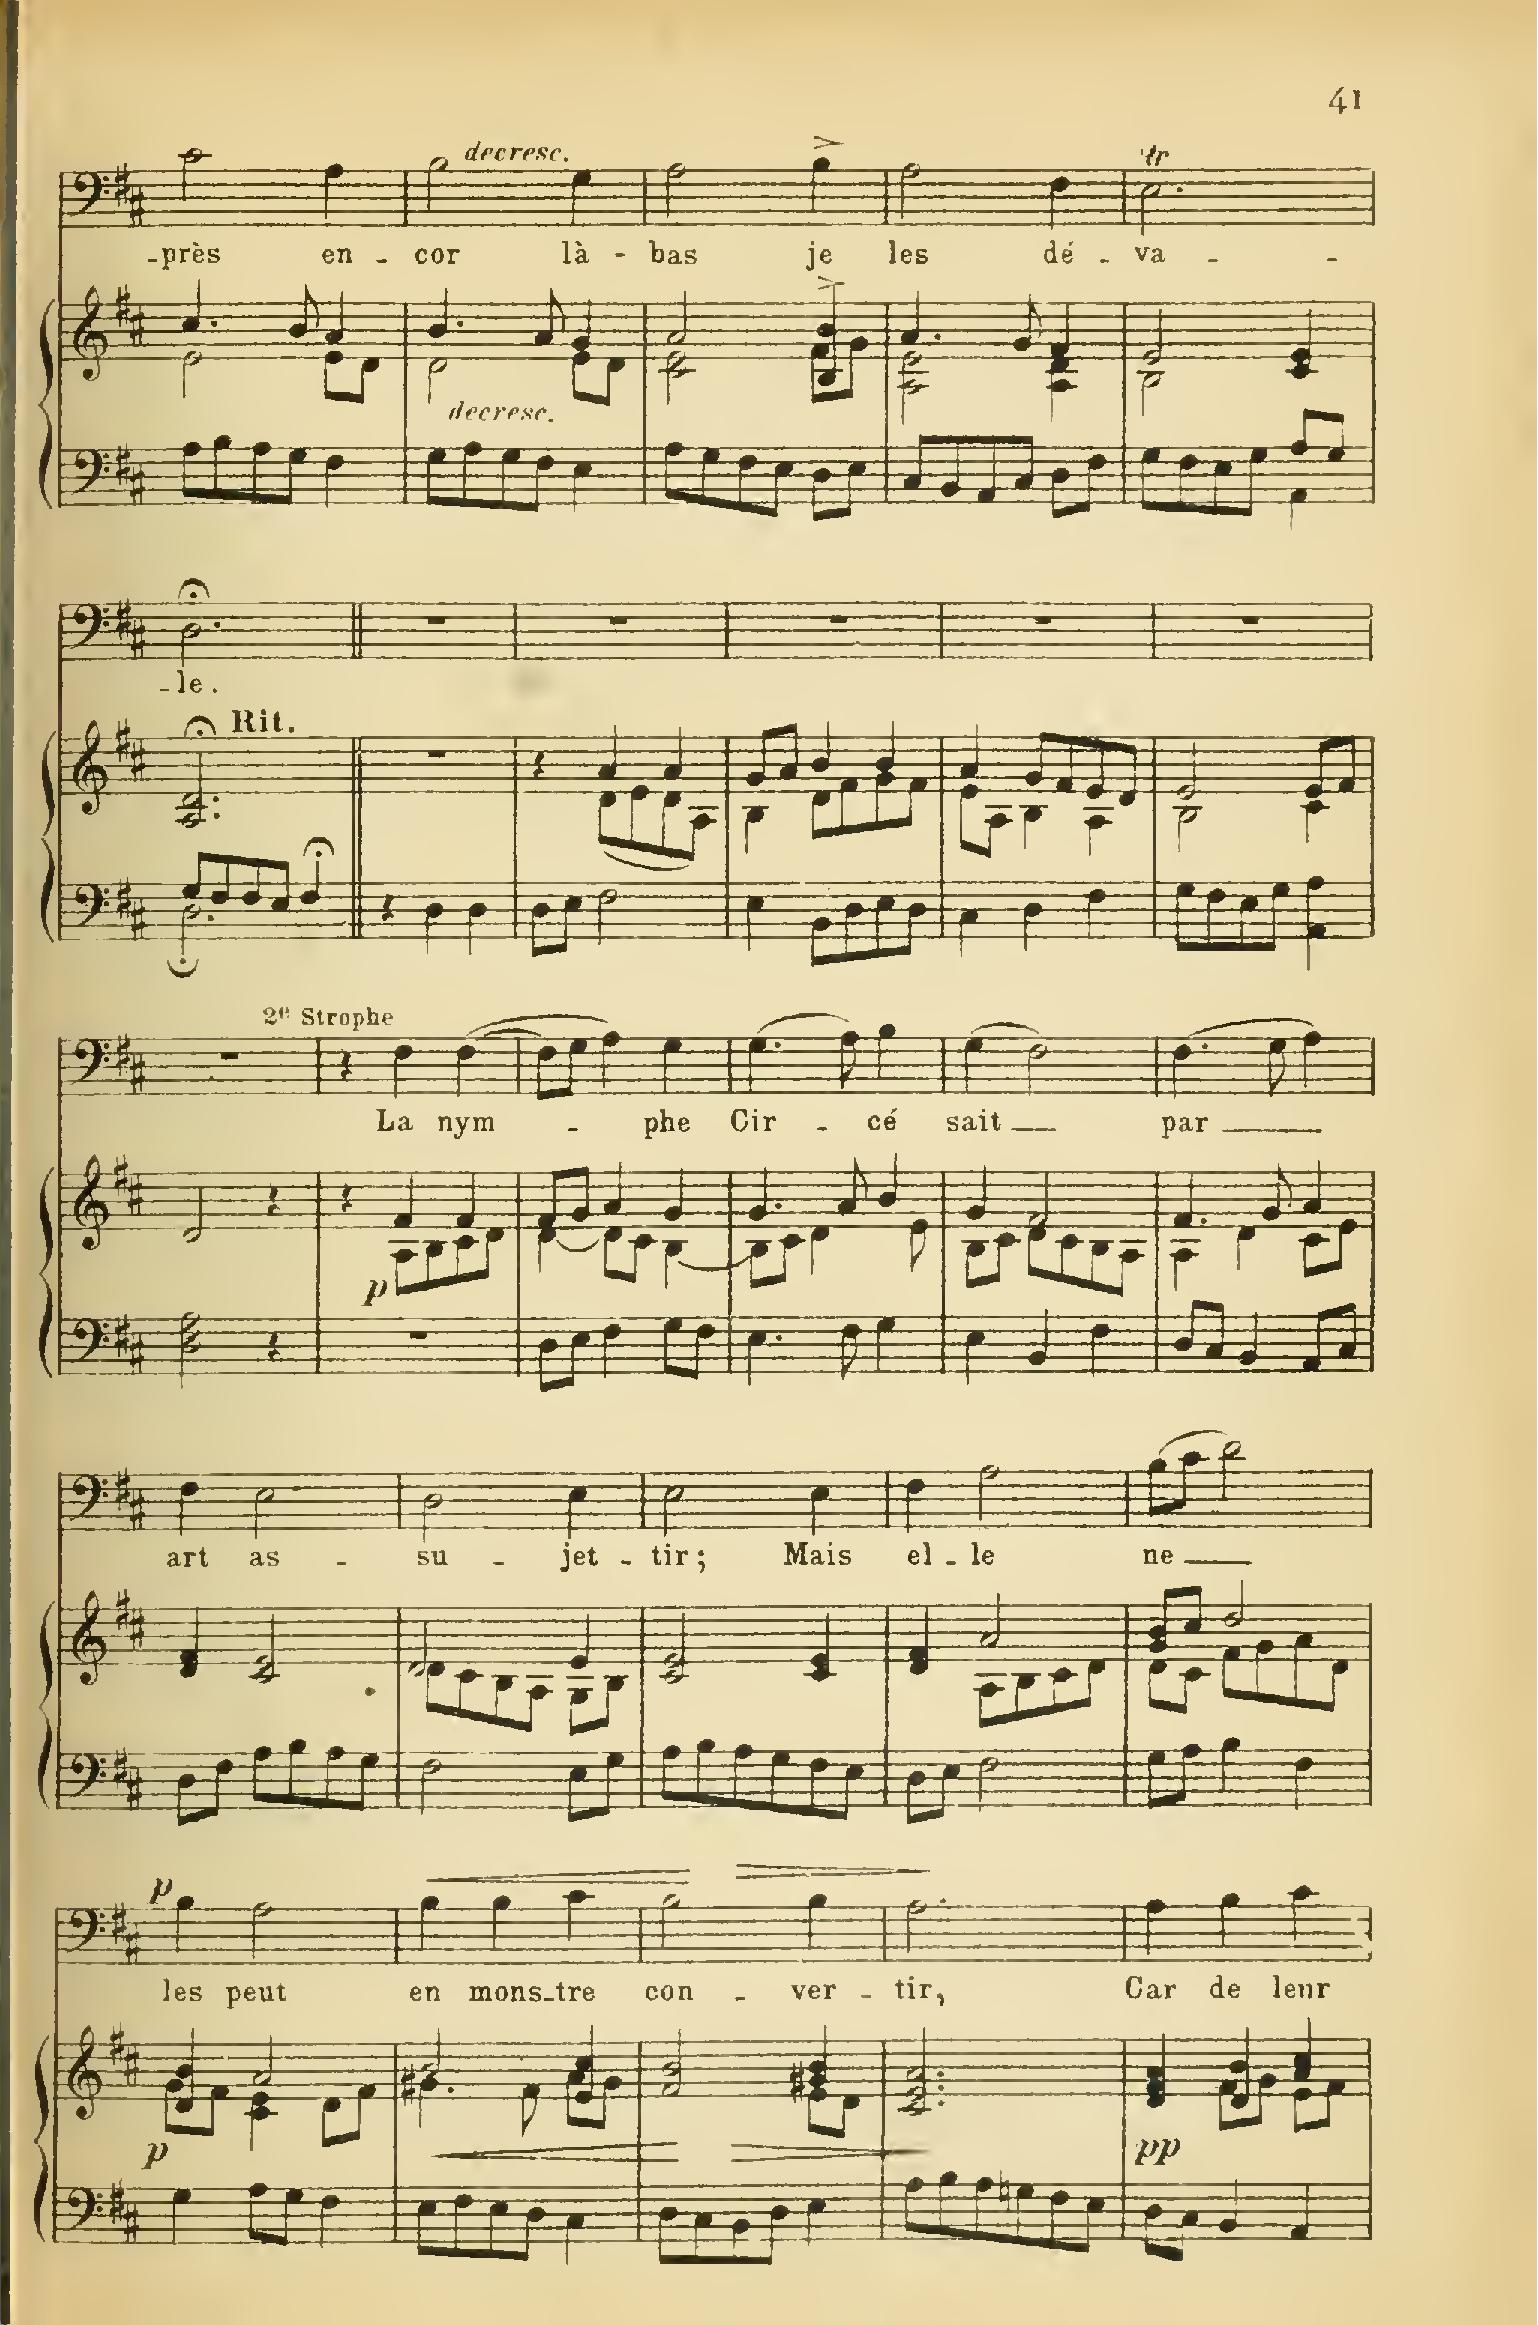 41
decresc.
tr
-près en - cor là - bas je les dé - va - -
decresc.
-le.
Rit.
2e Strophe
La nym - phe Cir - cé sait par
p
art as - su - jet - tir; Mais el - le ne
p
les peut en mons-tre con - ver - tir, Car de leur
p
pp